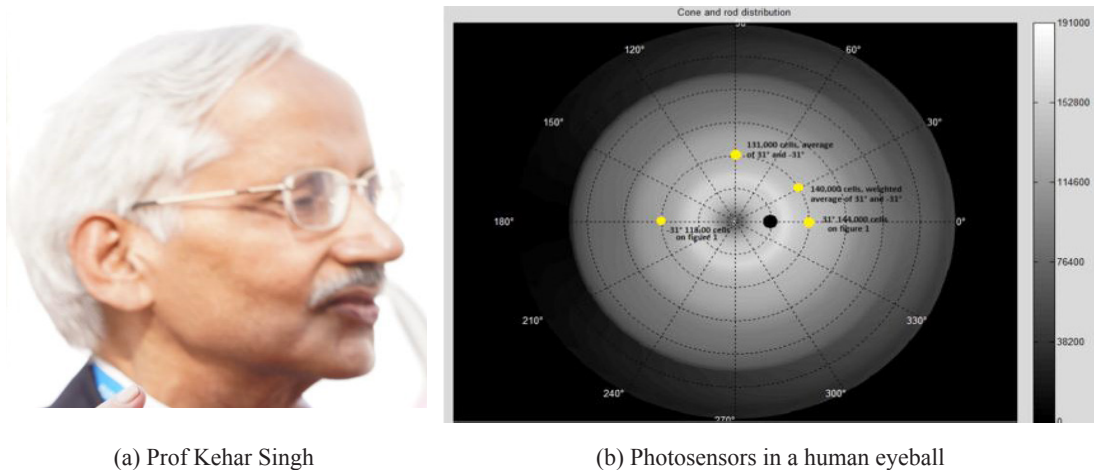 Cone and rod distribution
90°
120°
60°
150°
30°
180°
0°
210°
330°
240°
300°
270°
131,000 cells, average
of 31° and -31°
140,000 cells, weighted
average of 31° and -31°
31° 144,000 cells
on figure 1
-31° 118,00 cells
on figure 1
191000
152800
114600
76400
38200
0
(a) Prof Kehar Singh
(b) Photosensors in a human eyeball